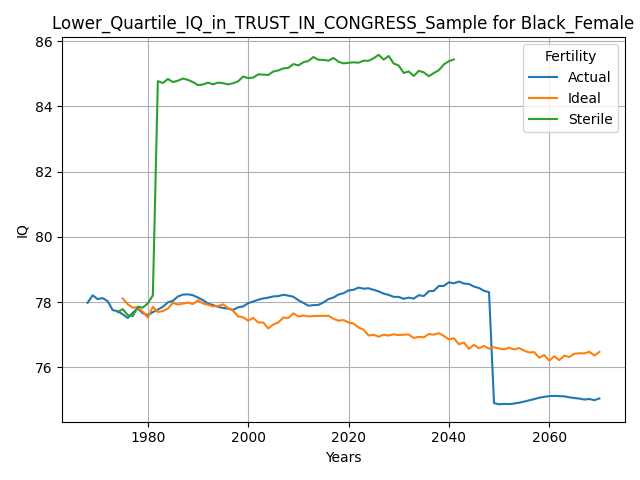 Lower_Quartile_IQ_in_TRUST_IN_CONGRESS_Sample for Black_Female
86
84
82
80
78
76
IQ
Fertility
Actual
Ideal
Sterile
1980
2000
2020
2040
2060
Years